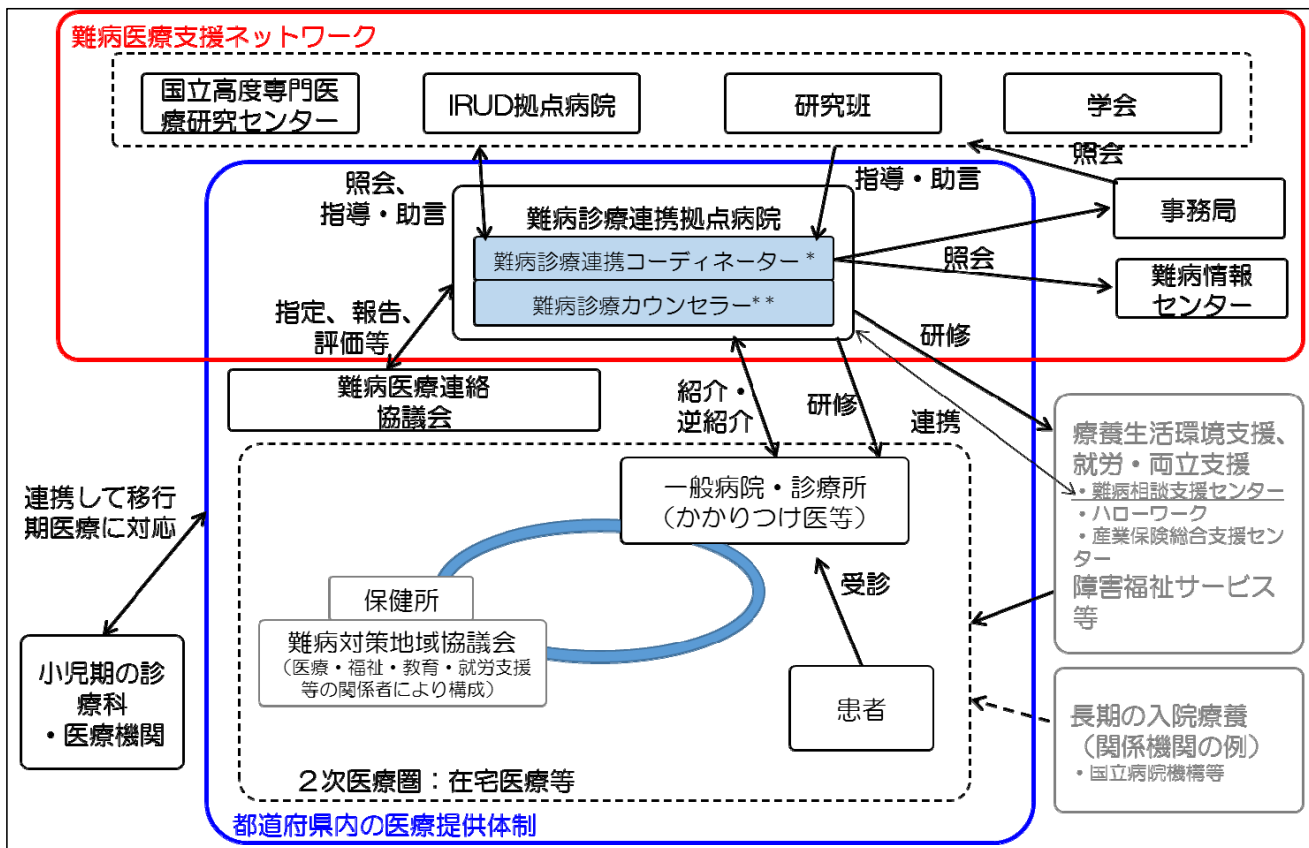 難病医療支援ネットワーク
国立高度専門医
療研究センター
IRUD拠点病院
研究班
学会
照会、
指導・助言
指導・助言
照会
難病診療連携拠点病院
難病診療連携コーディネーター*
難病診療カウンセラー**
事務局
照会
難病情報
センター
指定、報告、
評価等
研修
難病医療連絡
協議会
紹介・
逆紹介
研修
連携
連携して移行
期医療に対応
一般病院・診療所
（かかりつけ医等）
療養生活環境支援、
就労・両立支援
・難病相談支援センター
・ハローワーク
・産業保険総合支援セン
ター
障害福祉サービス
等
保健所
受診
難病対策地域協議会
（医療・福祉・教育・就労支援
等の関係者により構成）
小児期の診
療科
・医療機関
患者
長期の入院療養
（関係機関の例）
・国立病院機構等
２次医療圏：在宅医療等
都道府県内の医療提供体制